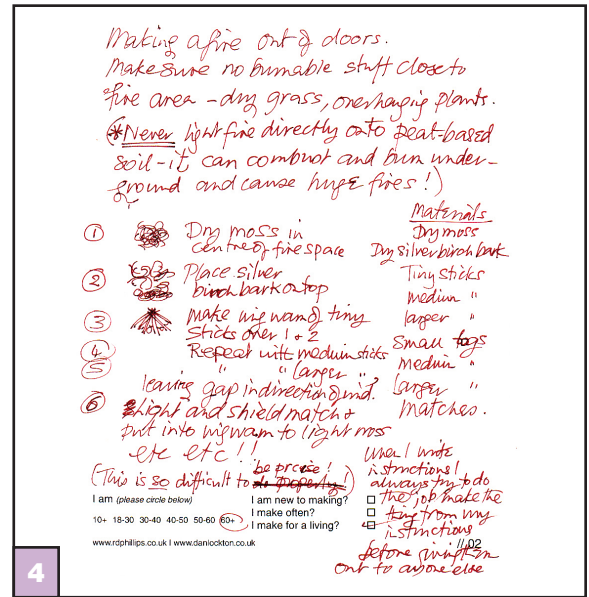 Making a fire out of doors.
Make sure no burnable stuff close to
fire area - dry grass, overhanging plants.
(*Never light fire directly onto peat-based
soil - it can combust and burn under-
ground and cause huge fires!)
Materials
① Dry moss in
centre of fire space
Dry moss
Dry silver birch bark
② Place silver
birch bark on top
Tiny sticks
medium "
③ make wigwam of tiny
sticks over 1 + 2
larger "
Small logs
④ Repeat with medium sticks
⑤ " " larger "
leaving gap in direction of wind.
Medium "
Larger "
Matches.
⑥ Light and shield match &
put into wigwam to light moss
etc etc!!
(This is so difficult to be precise!)
When I write
instructions I
always try to do
the job/make the
thing from my
instructions
before giving them
out to anyone else
I am (please circle below)
10+ 18-30 30-40 40-50 50-60 60+
I am new to making?
I make often?
I make for a living?
www.rdphillips.co.uk I www.danlockton.co.uk
//02
4